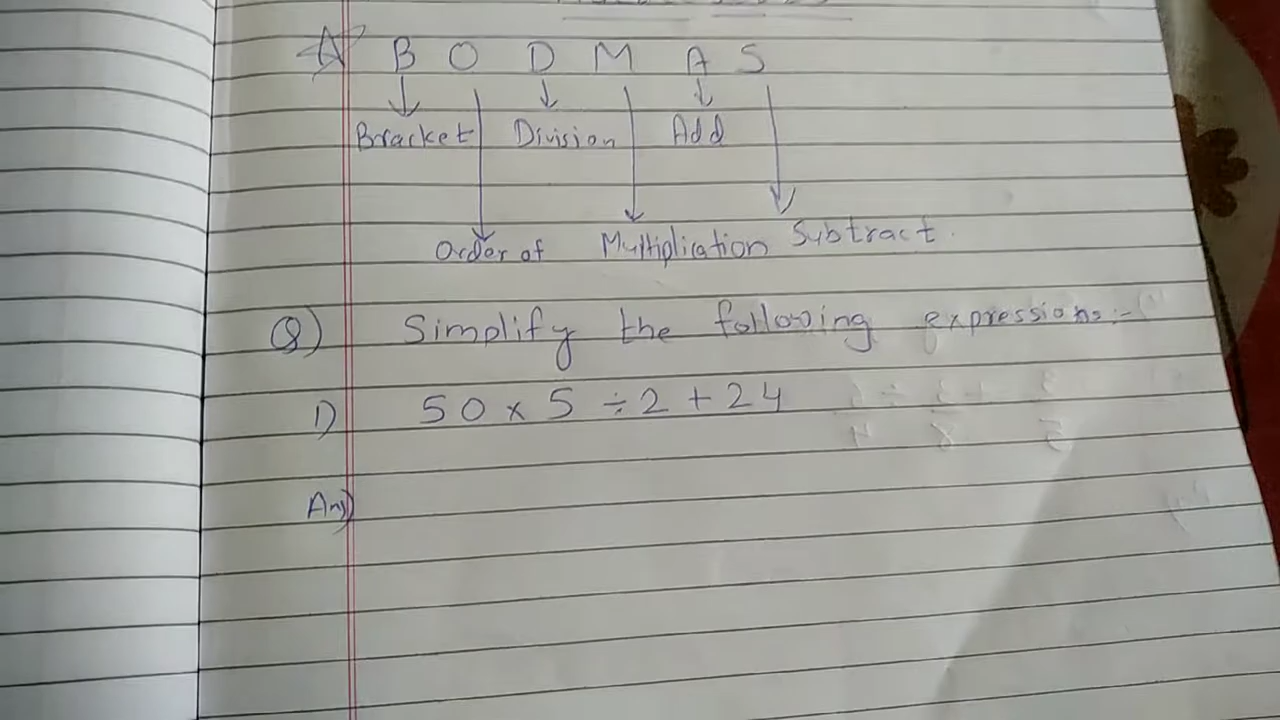 A B O D M A S
Bracket Division Add
Order of Multiplication Subtract.
Q) Simplify the following expressions:-
1) 50 × 5 ÷ 2 + 24
Ans)